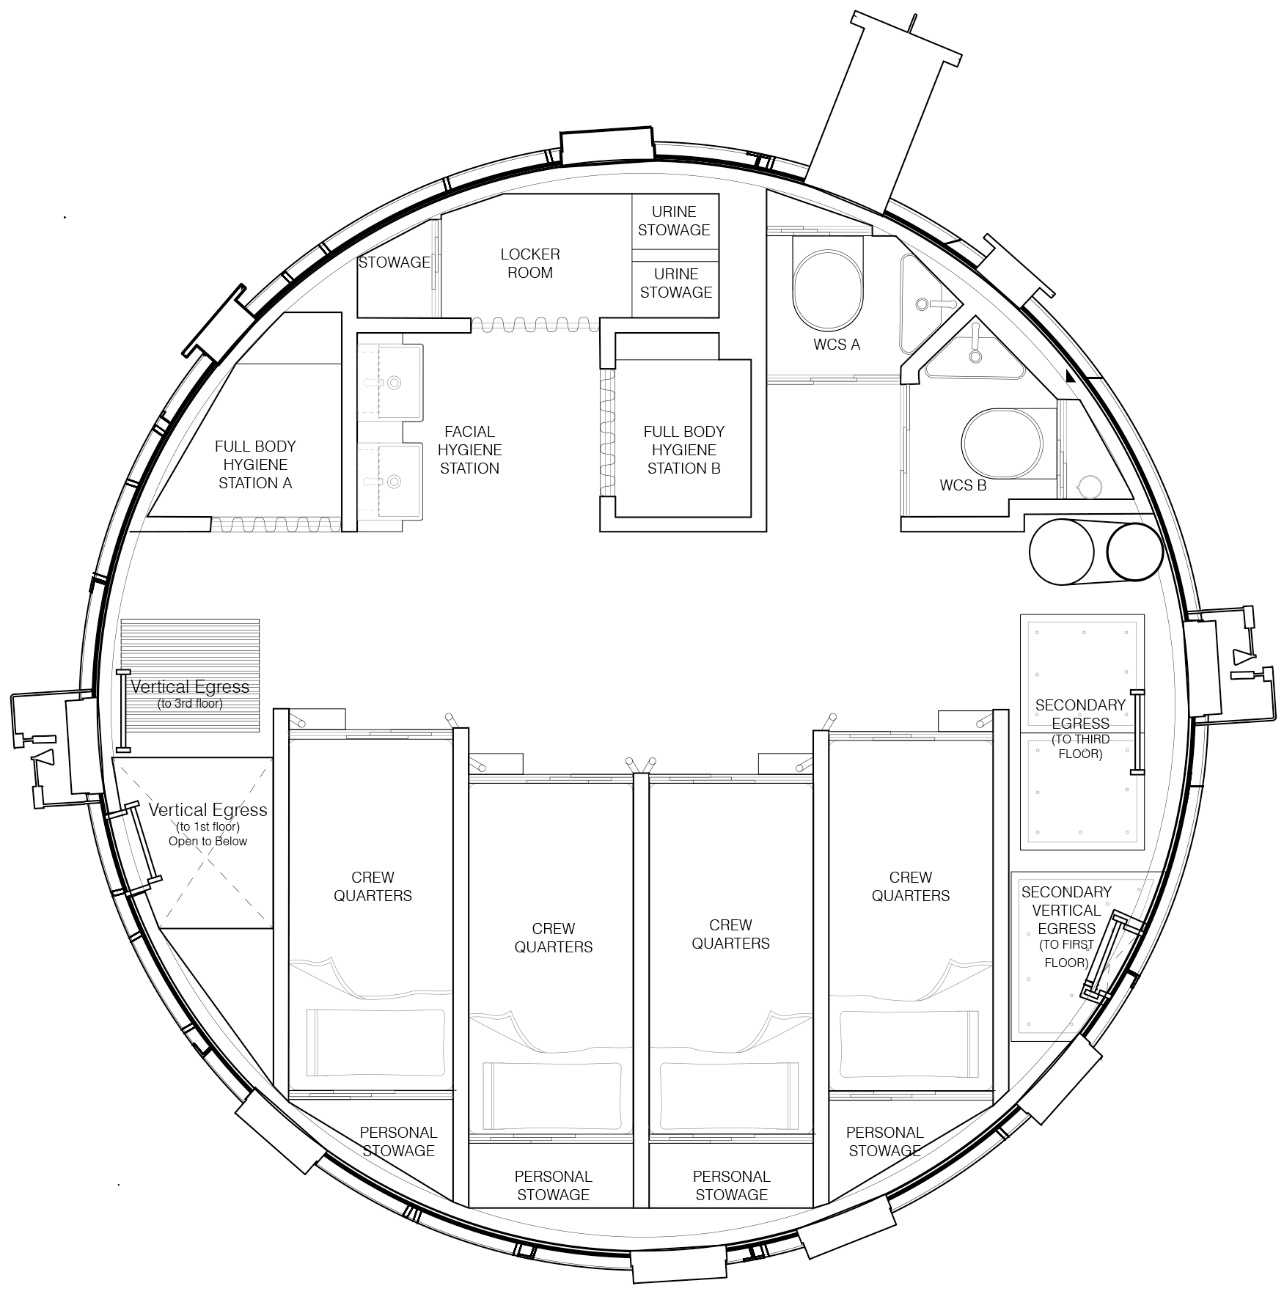 URINE
STOWAGE
STOWAGE
LOCKER
ROOM
URINE
STOWAGE
WCS A
FULL BODY
HYGIENE
STATION A
FACIAL
HYGIENE
STATION
FULL BODY
HYGIENE
STATION B
WCS B
Vertical Egress
(to 3rd floor)
SECONDARY
EGRESS
(TO THIRD
FLOOR)
Vertical Egress
(to 1st floor)
Open to Below
CREW
QUARTERS
CREW
QUARTERS
CREW
QUARTERS
CREW
QUARTERS
SECONDARY
VERTICAL
EGRESS
(TO FIRST
FLOOR)
PERSONAL
STOWAGE
PERSONAL
STOWAGE
PERSONAL
STOWAGE
PERSONAL
STOWAGE